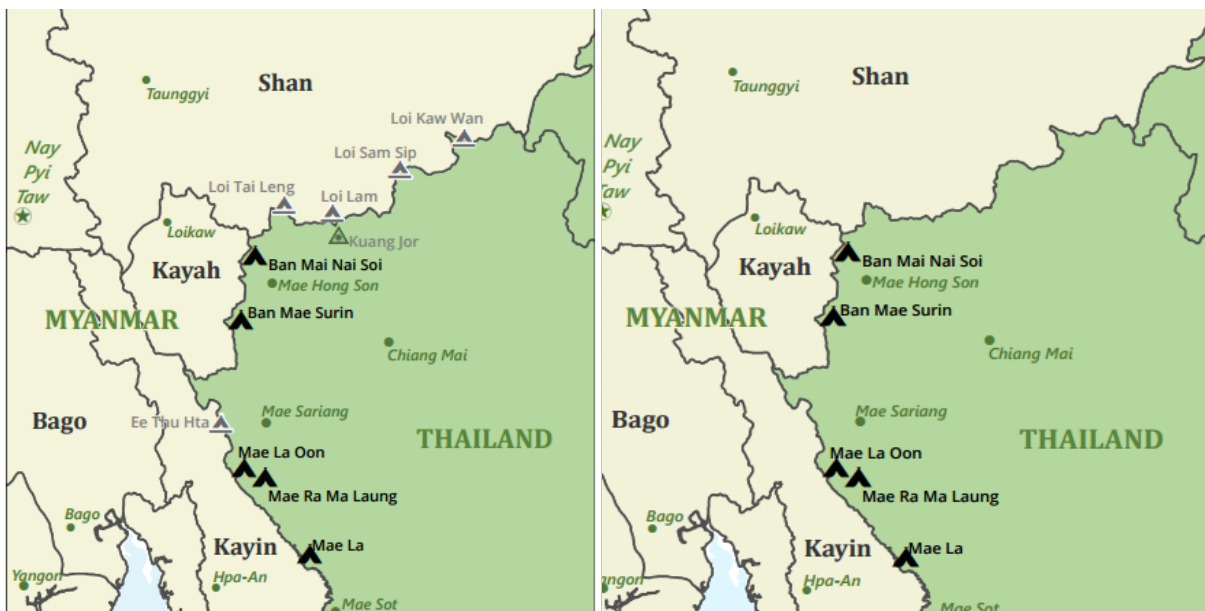 Shan
Taunggyi
Loi Kaw Wan
Nay
Pyi
Taw
Loi Sam Sip
Loi Tai Leng
Loi Lam
Loikaw
Kuang Jor
Kayah
Ban Mai Nai Soi
Mae Hong Son
MYANMAR
Ban Mae Surin
Chiang Mai
Bago
Ee Thu Hta
Mae Sariang
THAILAND
Mae La Oon
Mae Ra Ma Laung
Bago
Kayin
Mae La
Yangon
Hpa-An
Mae Sot
Shan
Taunggyi
Nay
Pyi
Taw
Loikaw
Kayah
Ban Mai Nai Soi
Mae Hong Son
MYANMAR
Ban Mae Surin
Chiang Mai
Bago
Mae Sariang
THAILAND
Mae La Oon
Mae Ra Ma Laung
Bago
Kayin
Mae La
ngon
Hpa-An
Mae Sot